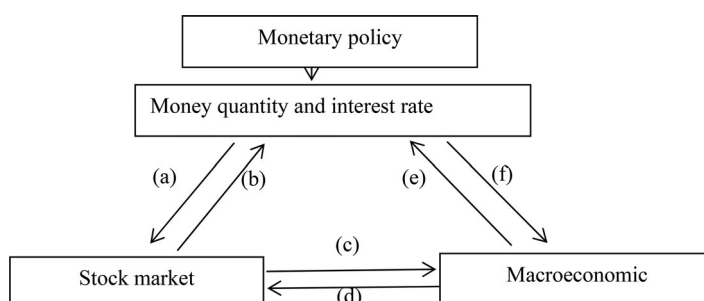 Monetary policy
Money quantity and interest rate
(a)
(b)
(e)
(f)
(c)
Stock market
Macroeconomic
(d)